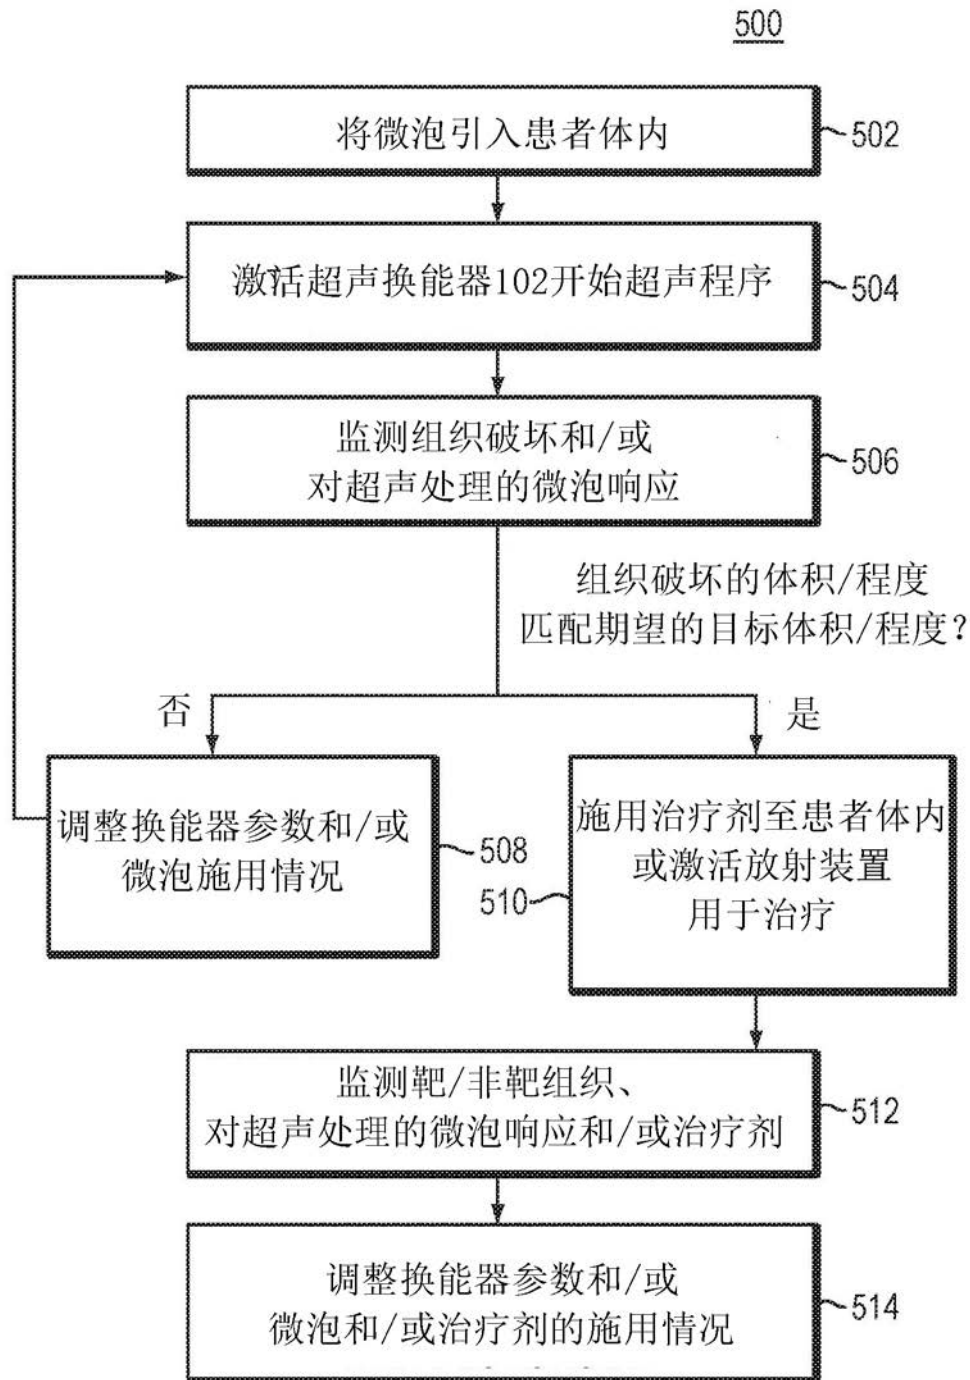 500
将微泡引入患者体内
502
激活超声换能器102开始超声程序
504
监测组织破坏和/或
对超声处理的微泡响应
506
组织破坏的体积/程度
匹配期望的目标体积/程度？
否
是
调整换能器参数和/或
微泡施用情况
508
施用治疗剂至患者体内
或激活放射装置
用于治疗
510
监测靶/非靶组织、
对超声处理的微泡响应和/或治疗剂
512
调整换能器参数和/或
微泡和/或治疗剂的施用情况
514